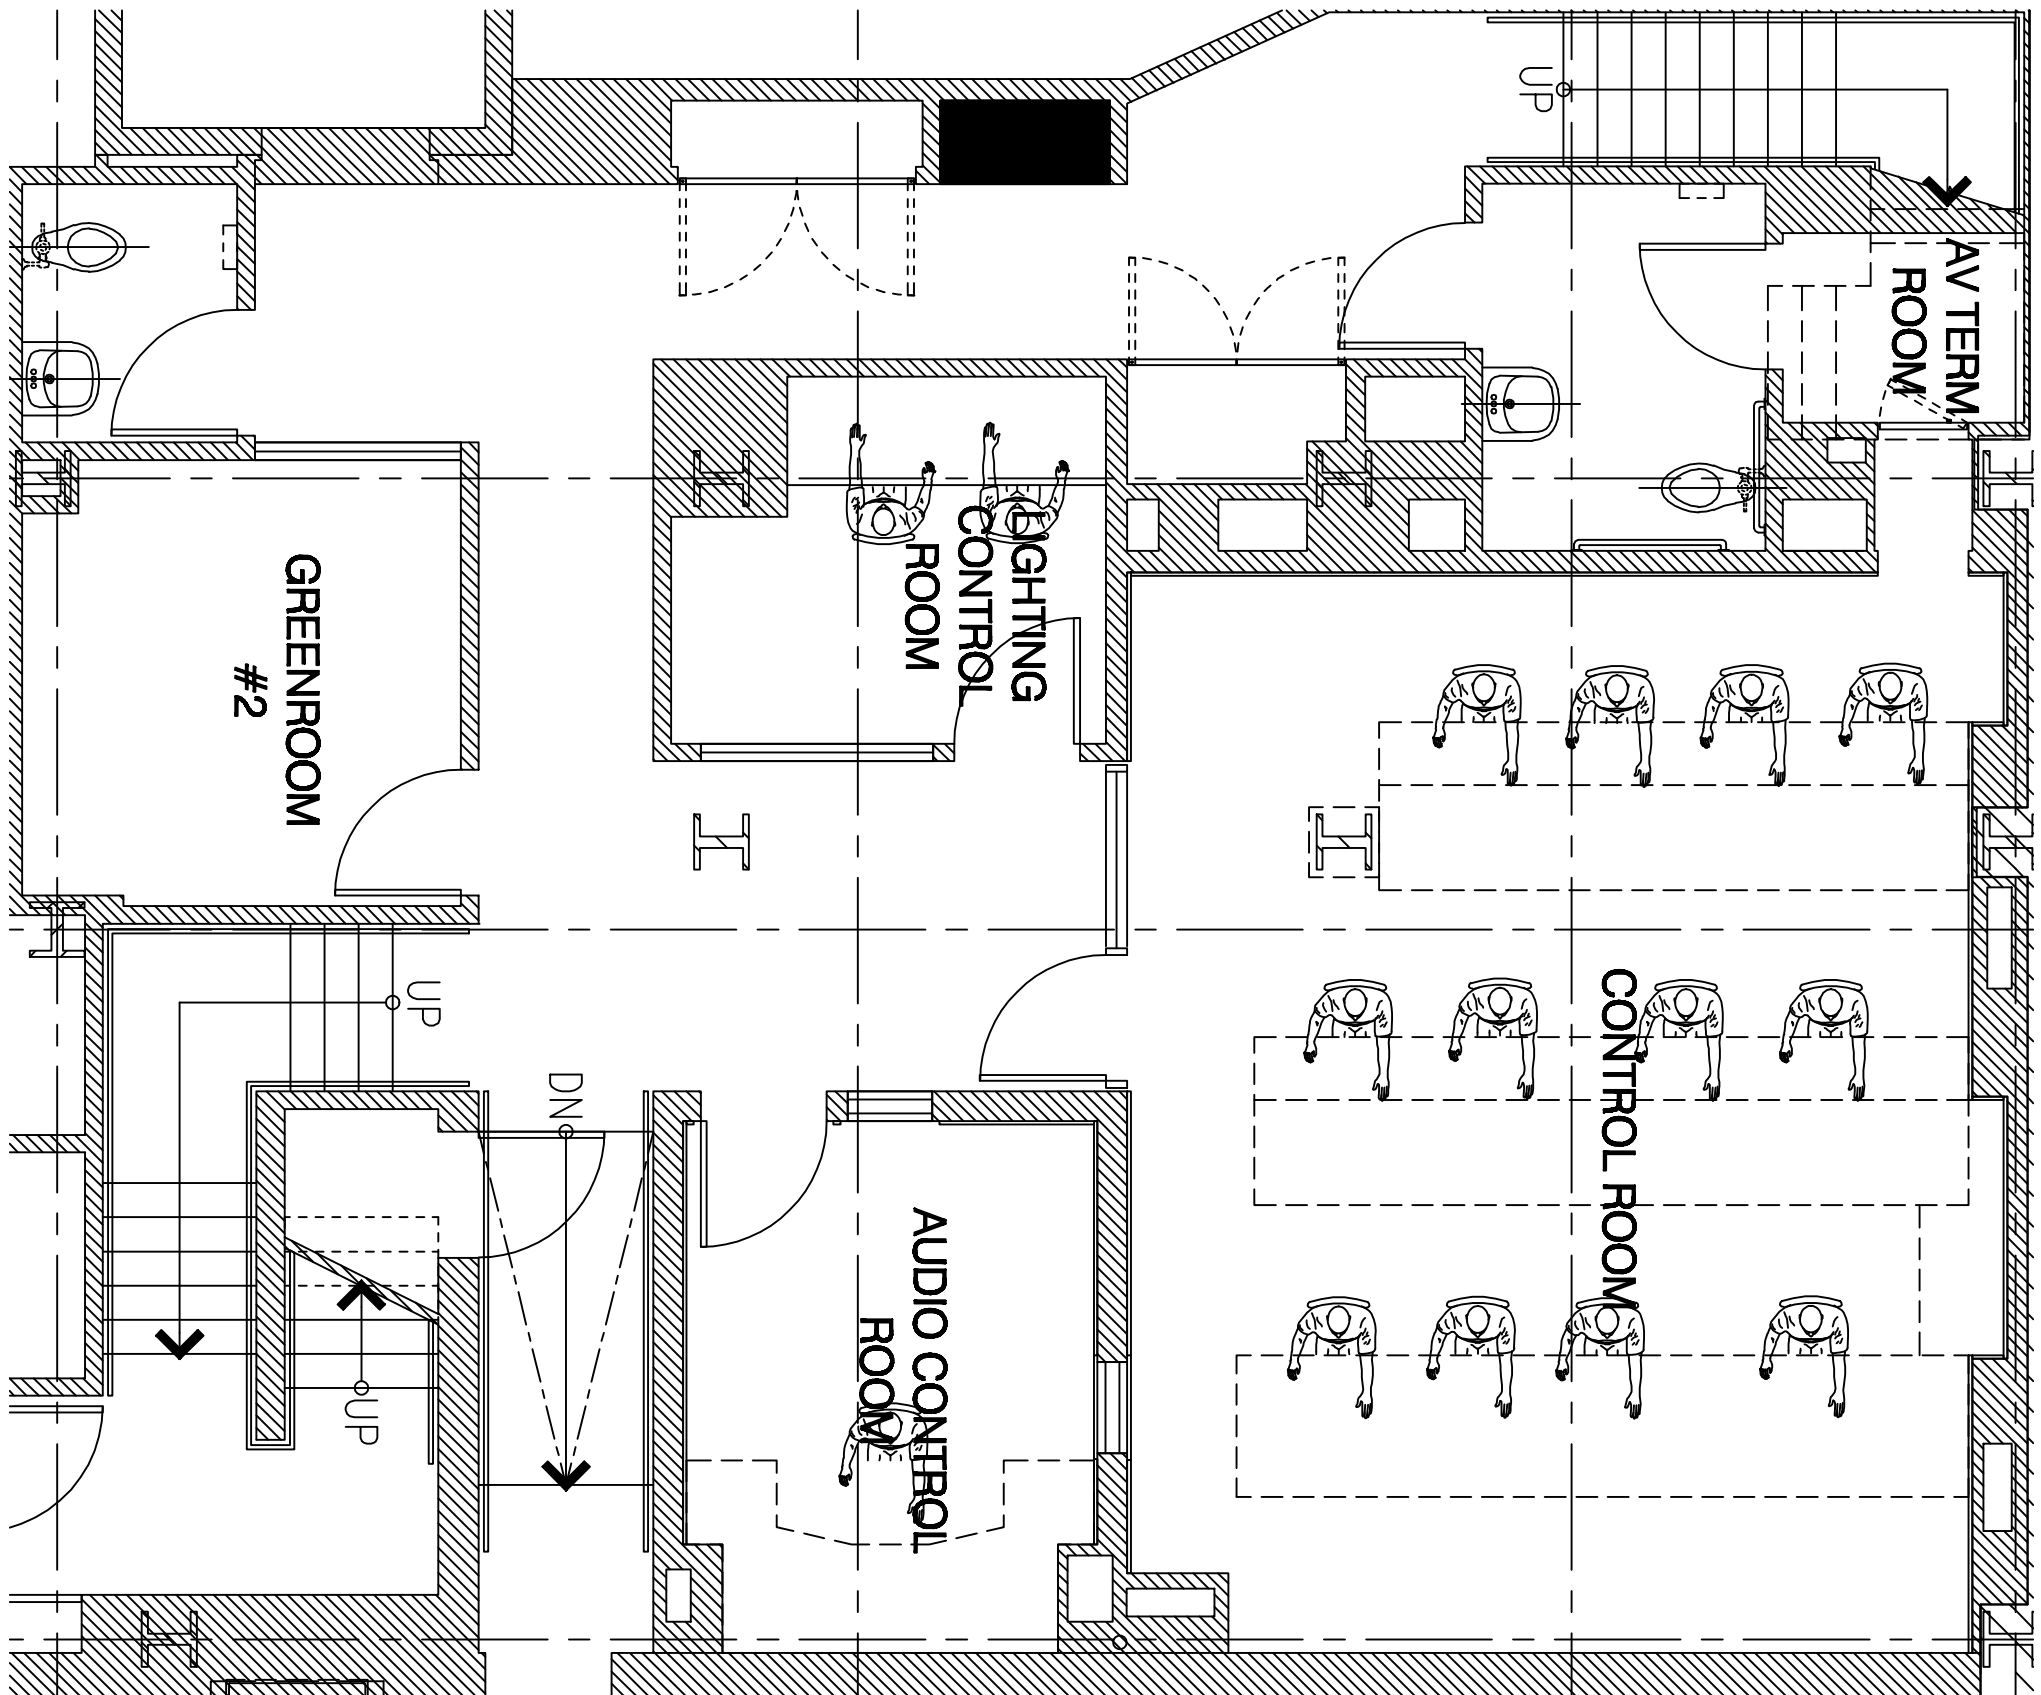 UP
AV TERM
ROOM
LIGHTING
CONTROL
ROOM
GREENROOM
#2
UP
DN
CONTROL ROOM
AUDIO CONTROL
ROOM
UP